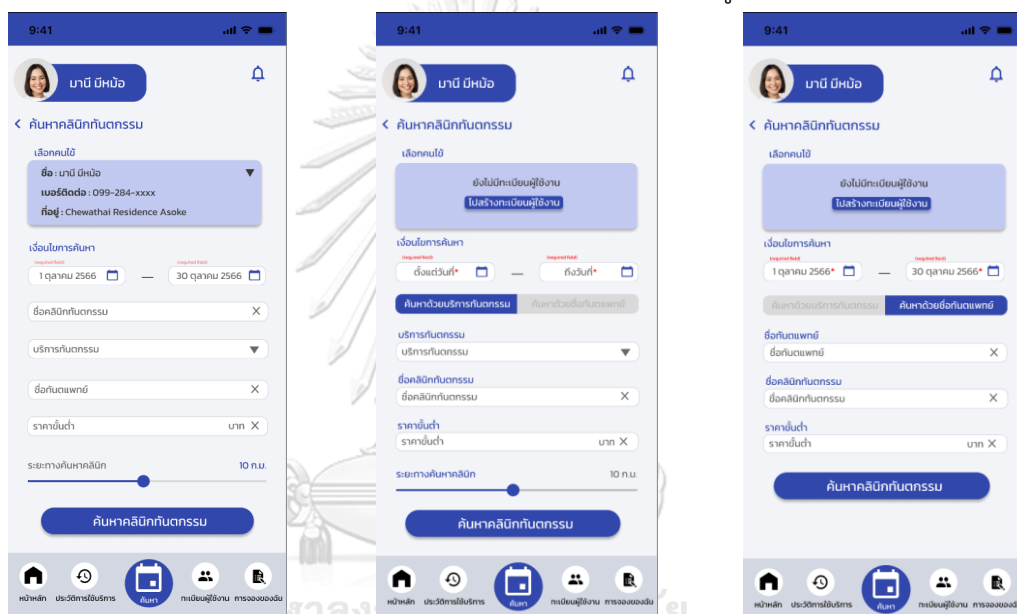 9:41
มานี มีหม้อ
ค้นหาคลินิกทันตกรรม
เลือกคนไข้
ชื่อ : มานี มีหม้อ
เบอร์ติดต่อ : 099-284-xxxx
ที่อยู่ : Chewathai Residence Asoke
เงื่อนไขการค้นหา
(required field) (required field)
1 ตุลาคม 2566 — 30 ตุลาคม 2566
ชื่อคลินิกทันตกรรม X
บริการทันตกรรม
ชื่อทันตแพทย์ X
ราคาขั้นต่ำ บาท X
ระยะทางค้นหาคลินิก 10 ก.ม.
ค้นหาคลินิกทันตกรรม
หน้าหลัก ประวัติการใช้บริการ ค้นหา ทะเบียนผู้ใช้งาน การจองของฉัน
9:41
มานี มีหม้อ
ค้นหาคลินิกทันตกรรม
เลือกคนไข้
ยังไม่มีทะเบียนผู้ใช้งาน
ไปสร้างทะเบียนผู้ใช้งาน
เงื่อนไขการค้นหา
(required field) (required field)
ตั้งแต่วันที่* — ถึงวันที่*
ค้นหาด้วยบริการทันตกรรม ค้นหาด้วยชื่อทันตแพทย์
บริการทันตกรรม
บริการทันตกรรม
ชื่อคลินิกทันตกรรม
ชื่อคลินิกทันตกรรม X
ราคาขั้นต่ำ
ราคาขั้นต่ำ บาท X
ระยะทางค้นหาคลินิก 10 ก.ม.
ค้นหาคลินิกทันตกรรม
หน้าหลัก ประวัติการใช้บริการ ค้นหา ทะเบียนผู้ใช้งาน การจองของฉัน
9:41
มานี มีหม้อ
ค้นหาคลินิกทันตกรรม
เลือกคนไข้
ยังไม่มีทะเบียนผู้ใช้งาน
ไปสร้างทะเบียนผู้ใช้งาน
เงื่อนไขการค้นหา
(required field) (required field)
1 ตุลาคม 2566* — 30 ตุลาคม 2566*
ค้นหาด้วยบริการทันตกรรม ค้นหาด้วยชื่อทันตแพทย์
ชื่อทันตแพทย์
ชื่อทันตแพทย์ X
ชื่อคลินิกทันตกรรม
ชื่อคลินิกทันตกรรม X
ราคาขั้นต่ำ
ราคาขั้นต่ำ บาท X
ค้นหาคลินิกทันตกรรม
หน้าหลัก ประวัติการใช้บริการ ค้นหา ทะเบียนผู้ใช้งาน การจองของฉัน